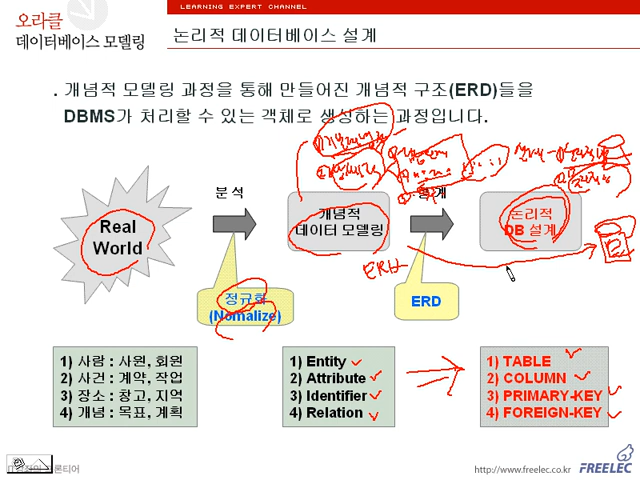 LEARNING EXPERT CHANNEL
오라클
데이터베이스 모델링
논리적 데이터베이스 설계
. 개념적 모델링 과정을 통해 만들어진 개념적 구조(ERD)들을
DBMS가 처리할 수 있는 객체로 생성하는 과정입니다.
분석
Real
World
개념적
데이터 모델링
논리적
DB 설계
ERD
정규화
(Nomalize)
ERD
1) 사람 : 사원, 회원
2) 사건 : 계약, 작업
3) 장소 : 창고, 지역
4) 개념 : 목표, 계획
1) Entity
2) Attribute
3) Identifier
4) Relation
1) TABLE
2) COLUMN
3) PRIMARY-KEY
4) FOREIGN-KEY
http://www.freelec.co.kr
FREELEC